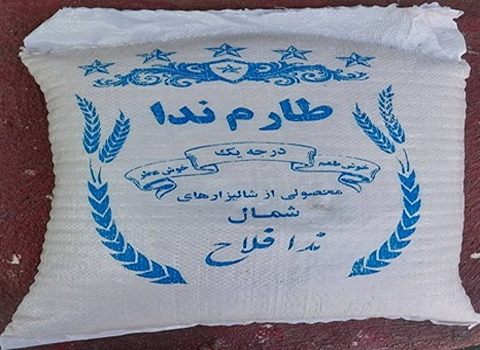 طارم ندا
درجه یک
خوش طعم
خوش عطر
محصولی از شالیزارهای
شمال
ندا فلاح